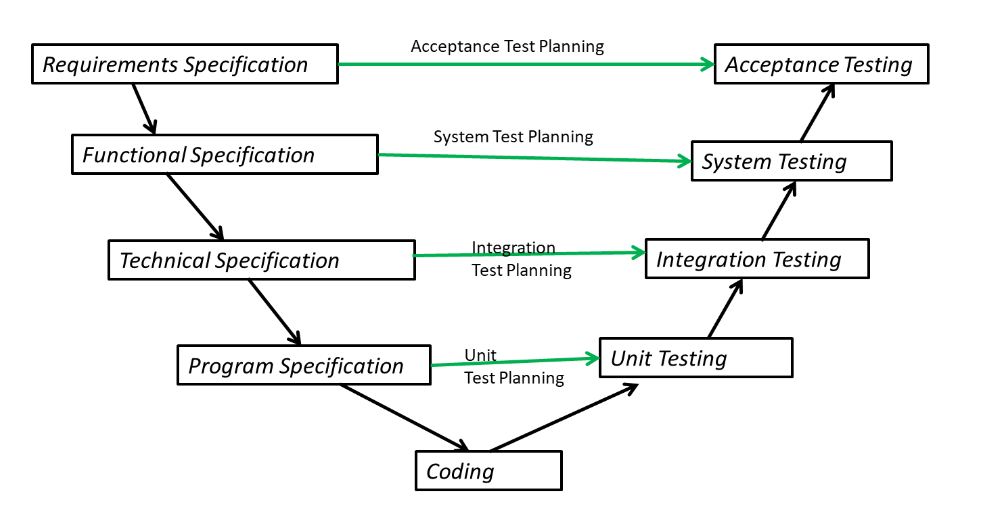 Acceptance Test Planning
Requirements Specification
Acceptance Testing
System Test Planning
Functional Specification
System Testing
Integration
Test Planning
Technical Specification
Integration Testing
Unit
Test Planning
Program Specification
Unit Testing
Coding